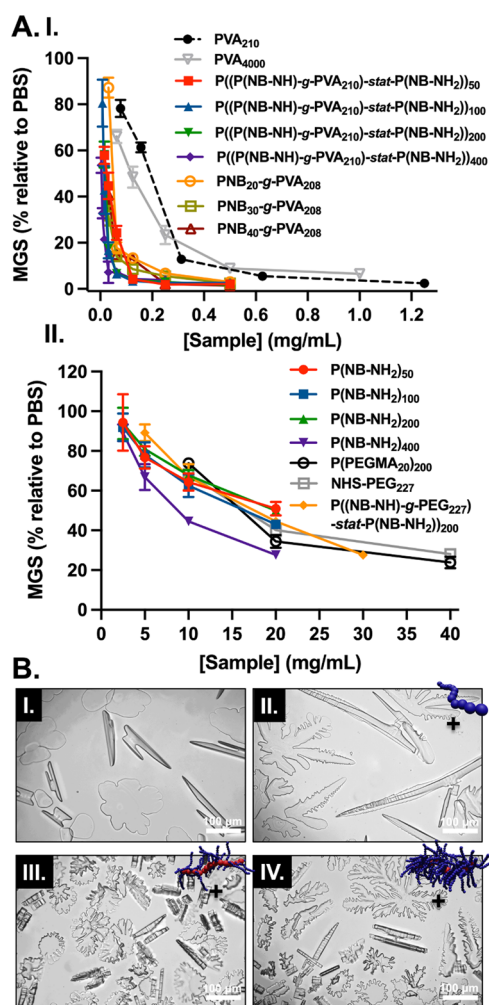 A. I.
100
80
60
40
20
0
MGS (% relative to PBS)
0.0 0.2 0.4 0.6 0.8 1.0 1.2
[Sample] (mg/mL)
PVA210
PVA4000
P((P(NB-NH)-g-PVA210)-stat-P(NB-NH2))50
P((P(NB-NH)-g-PVA210)-stat-P(NB-NH2))100
P((P(NB-NH)-g-PVA210)-stat-P(NB-NH2))200
P((P(NB-NH)-g-PVA210)-stat-P(NB-NH2))400
PNB20-g-PVA208
PNB30-g-PVA208
PNB40-g-PVA208
II.
120
100
80
60
40
20
0
MGS (% relative to PBS)
0 5 10 15 20 25 30 35 40
[Sample] (mg/mL)
P(NB-NH2)50
P(NB-NH2)100
P(NB-NH2)200
P(NB-NH2)400
P(PEGMA20)200
NHS-PEG227
P((NB-NH)-g-PEG227)
-stat-P(NB-NH2))200
B.
I.
100 µm
II.
+
100 µm
III.
+
100 µm
IV.
+
100 µm